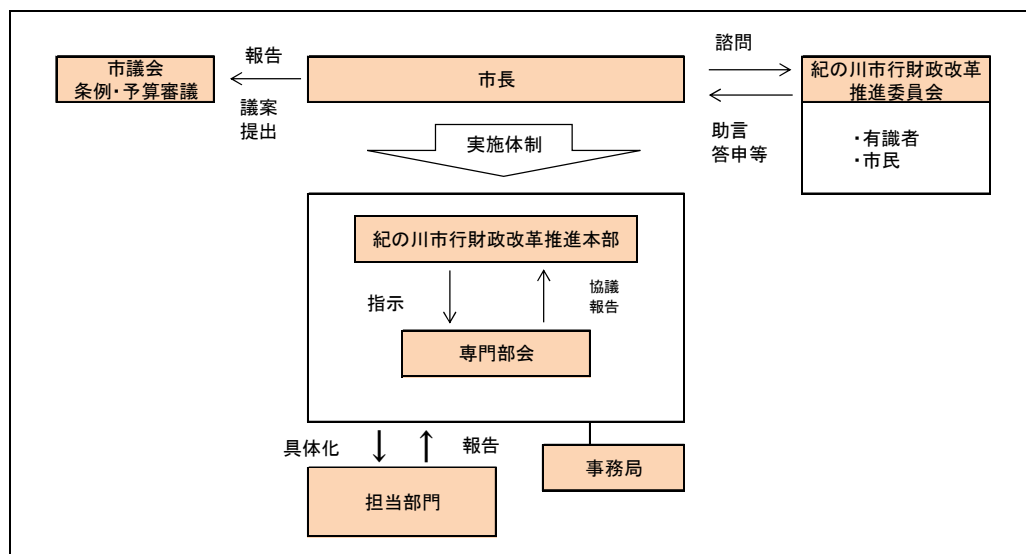 市議会
条例・予算審議
報告
議案
提出
市長
諮問
助言
答申等
紀の川市行財政改革
推進委員会
・有識者
・市民
実施体制
紀の川市行財政改革推進本部
指示
協議
報告
専門部会
具体化
報告
事務局
担当部門